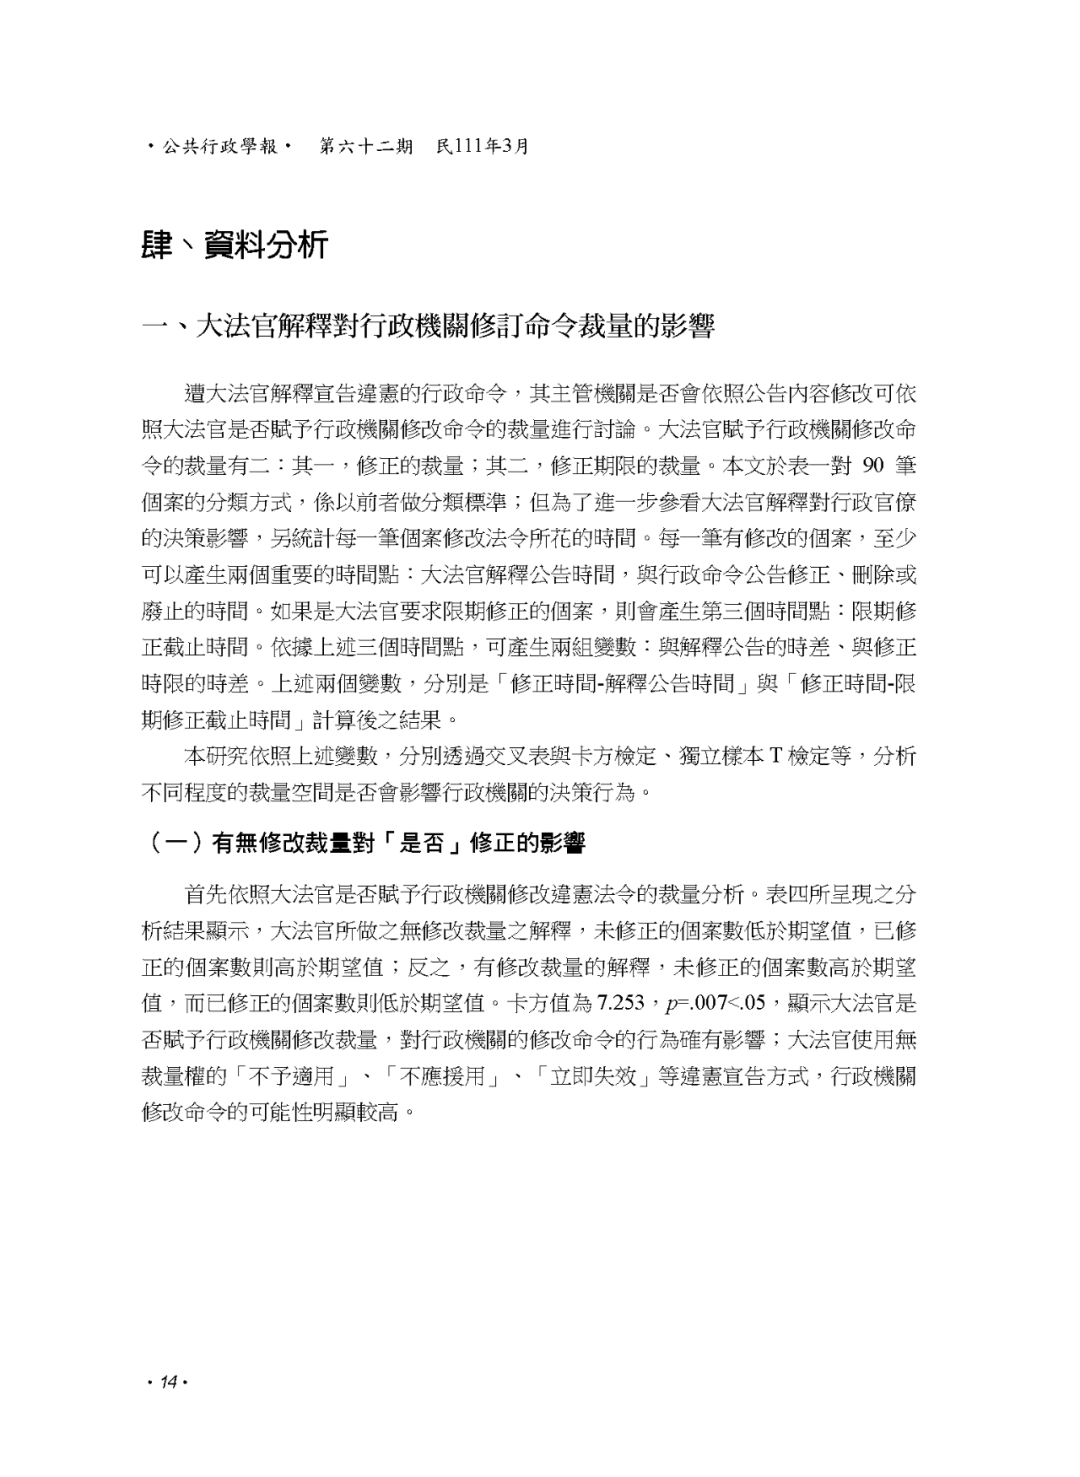 ・公共行政學報・　第六十二期　民111年3月
肆、資料分析
一、大法官解釋對行政機關修訂命令裁量的影響
遭大法官解釋宣告違憲的行政命令，其主管機關是否會依照公告內容修改可依
照大法官是否賦予行政機關修改命令的裁量進行討論。大法官賦予行政機關修改命
令的裁量有二：其一，修正的裁量；其二，修正期限的裁量。本文於表一對 90 筆
個案的分類方式，係以前者做分類標準；但為了進一步參看大法官解釋對行政官僚
的決策影響，另統計每一筆個案修改法令所花的時間。每一筆有修改的個案，至少
可以產生兩個重要的時間點：大法官解釋公告時間，與行政命令公告修正、刪除或
廢止的時間。如果是大法官要求限期修正的個案，則會產生第三個時間點：限期修
正截止時間。依據上述三個時間點，可產生兩組變數：與解釋公告的時差、與修正
時限的時差。上述兩個變數，分別是「修正時間-解釋公告時間」與「修正時間-限
期修正截止時間」計算後之結果。
本研究依照上述變數，分別透過交叉表與卡方檢定、獨立樣本 T 檢定等，分析
不同程度的裁量空間是否會影響行政機關的決策行為。
（一）有無修改裁量對「是否」修正的影響
首先依照大法官是否賦予行政機關修改違憲法令的裁量分析。表四所呈現之分
析結果顯示，大法官所做之無修改裁量之解釋，未修正的個案數低於期望值，已修
正的個案數則高於期望值；反之，有修改裁量的解釋，未修正的個案數高於期望
值，而已修正的個案數則低於期望值。卡方值為 7.253，p=.007<.05，顯示大法官是
否賦予行政機關修改裁量，對行政機關的修改命令的行為確有影響；大法官使用無
裁量權的「不予適用」、「不應援用」、「立即失效」等違憲宣告方式，行政機關
修改命令的可能性明顯較高。
・14・